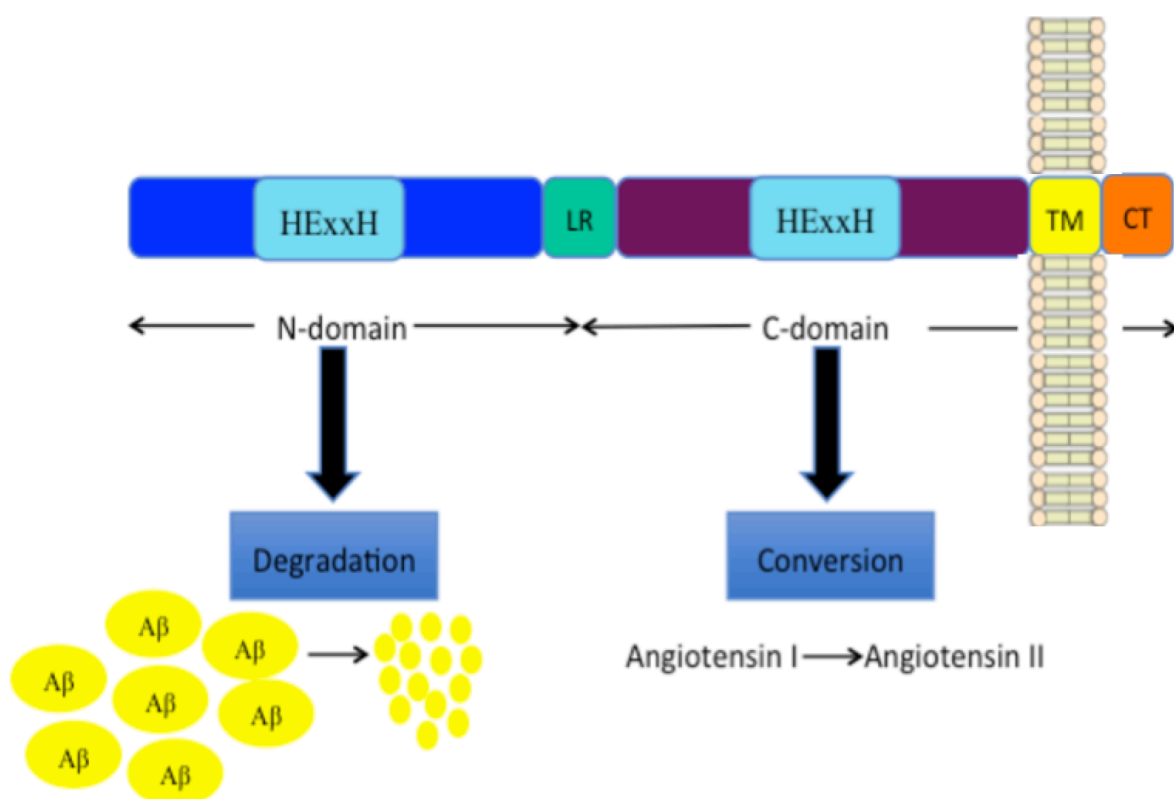 HExxH LR HExxH TM CT
N-domain C-domain
Degradation Conversion
Aβ
Aβ
Aβ
Aβ
Aβ
Aβ
Aβ
Angiotensin I Angiotensin II